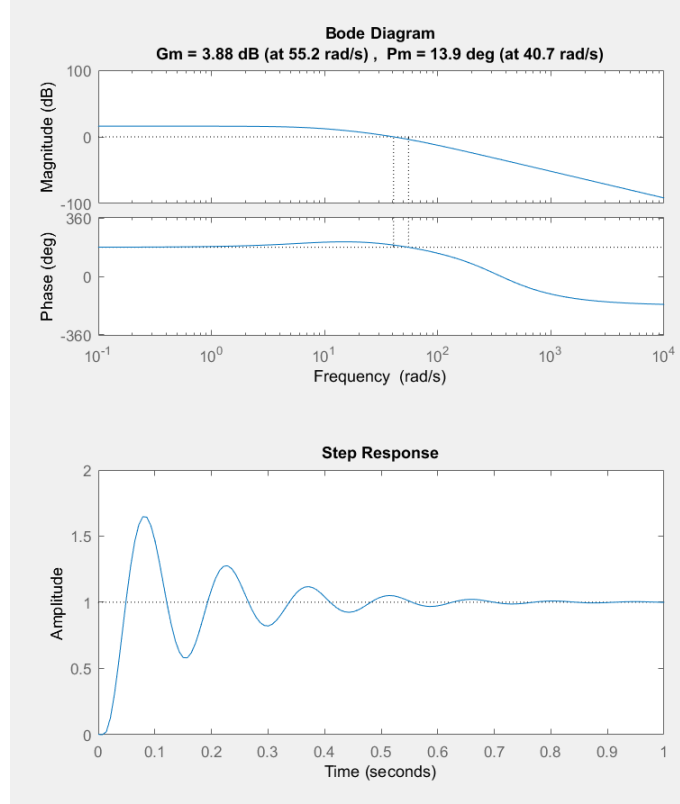 Bode Diagram
Gm = 3.88 dB (at 55.2 rad/s) , Pm = 13.9 deg (at 40.7 rad/s)
Magnitude (dB)
100
0
-100
Phase (deg)
360
0
-360
10^-1 10^0 10^1 10^2 10^3 10^4
Frequency (rad/s)
Step Response
Amplitude
2
1.5
1
0.5
0
0 0.1 0.2 0.3 0.4 0.5 0.6 0.7 0.8 0.9 1
Time (seconds)